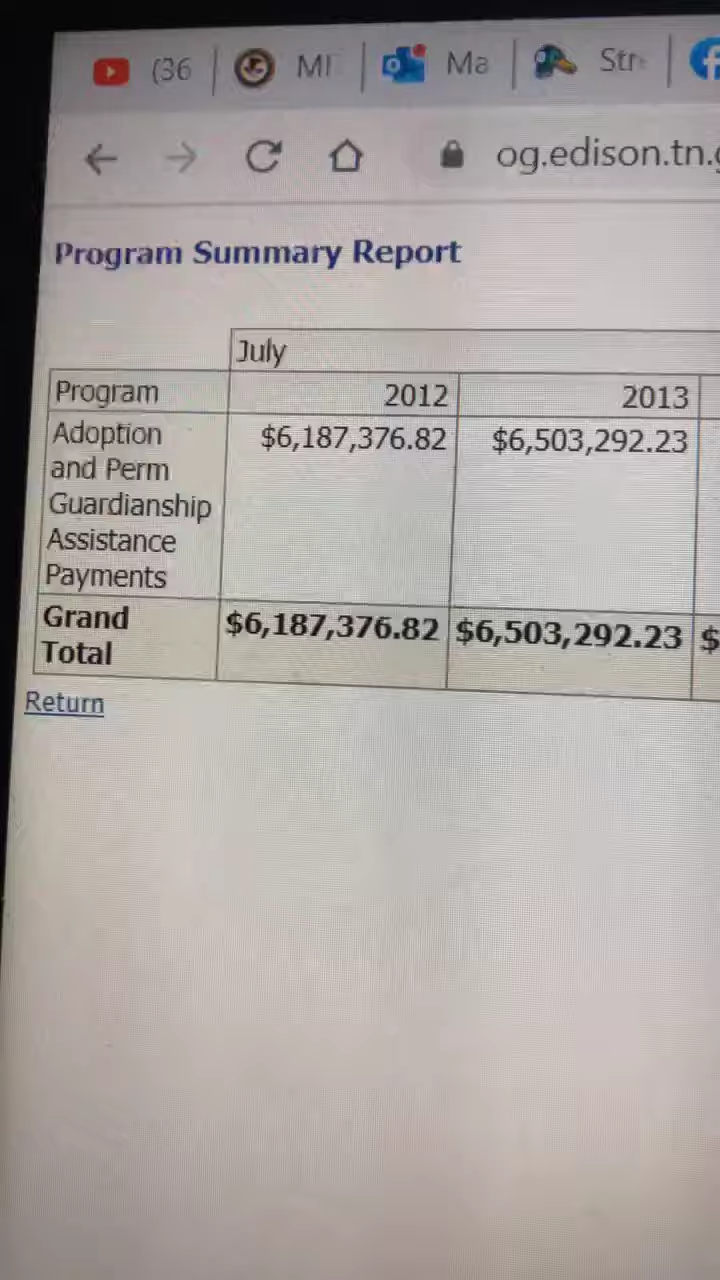 (36 MI Ma Str
og.edison.tn.g
Program Summary Report
July
Program 2012 2013
Adoption $6,187,376.82 $6,503,292.23
and Perm
Guardianship
Assistance
Payments
Grand $6,187,376.82 $6,503,292.23 $
Total
Return